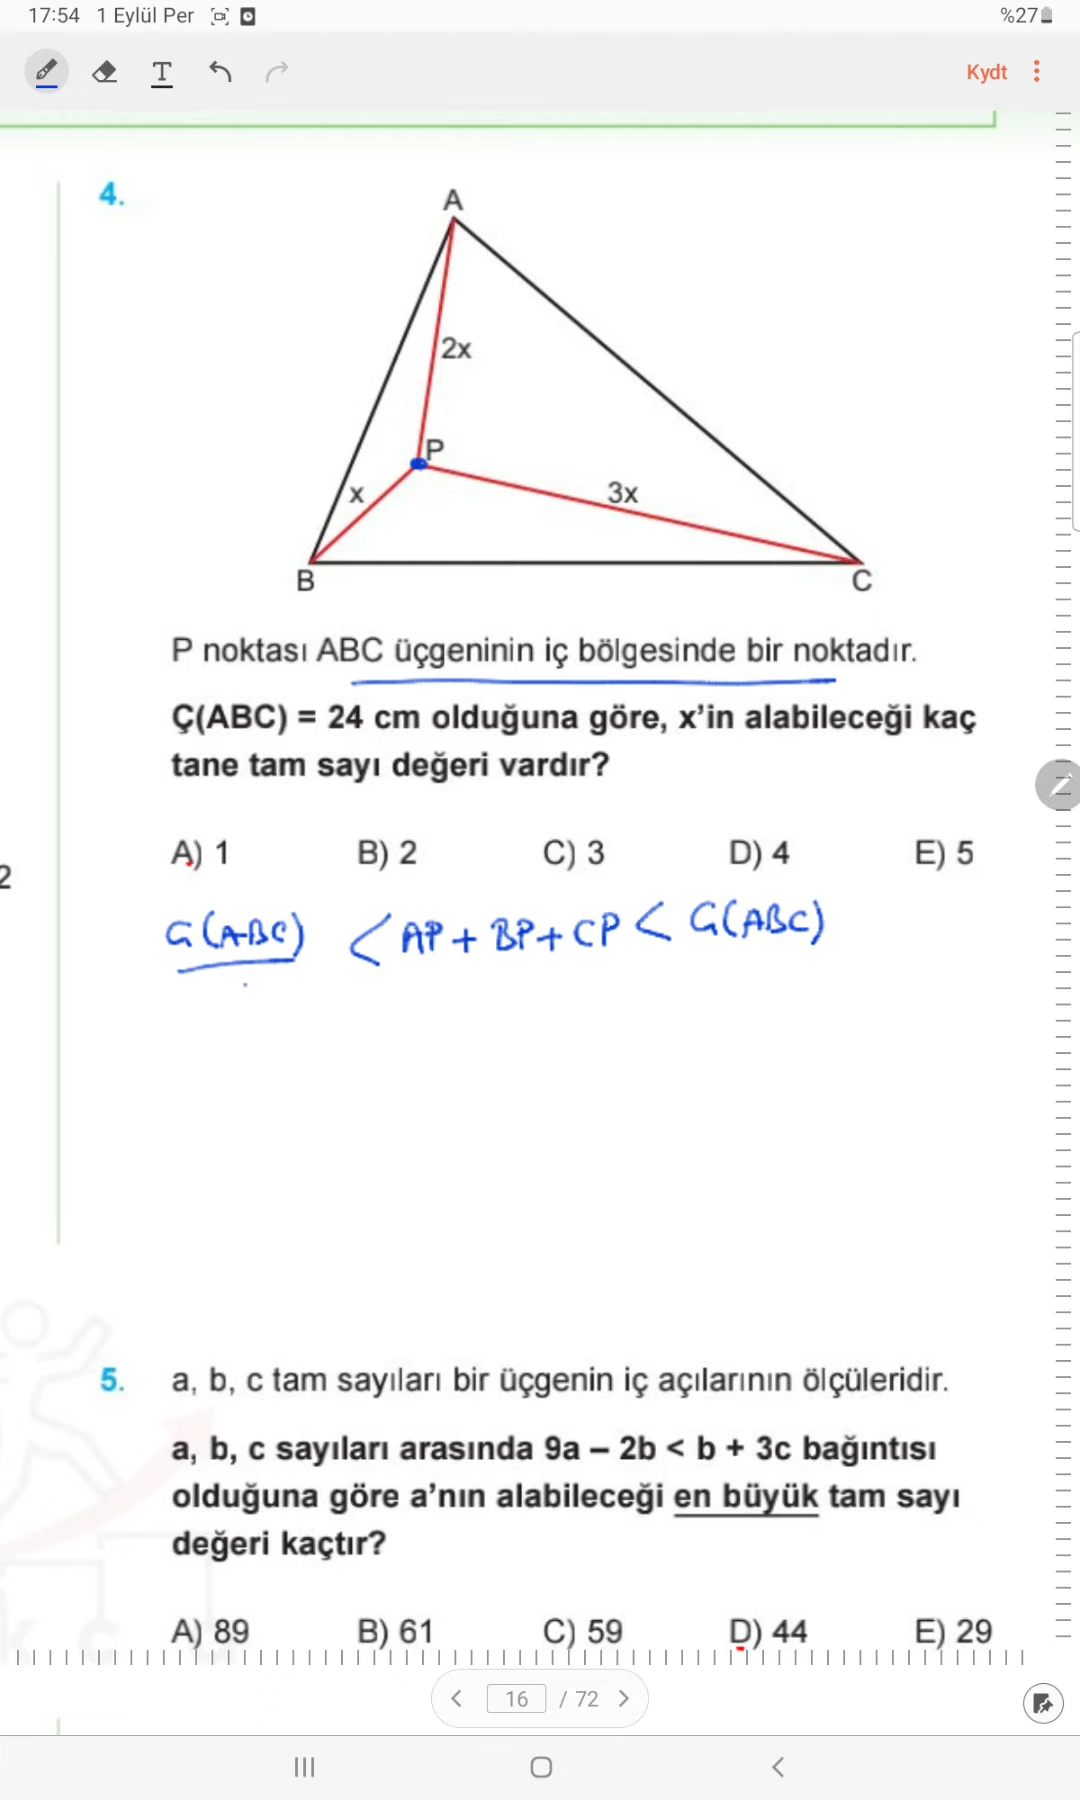 17:54 1 Eylül Per %27
T Kydt
4.
A
2x
P
x
3x
B
C
P noktası ABC üçgeninin iç bölgesinde bir noktadır.
Ç(ABC) = 24 cm olduğuna göre, x'in alabileceği kaç
tane tam sayı değeri vardır?
A) 1 B) 2 C) 3 D) 4 E) 5
2
G(ABC) < AP + BP + CP < G(ABC)
5. a, b, c tam sayıları bir üçgenin iç açılarının ölçüleridir.
a, b, c sayıları arasında 9a – 2b < b + 3c bağıntısı
olduğuna göre a'nın alabileceği en büyük tam sayı
değeri kaçtır?
A) 89 B) 61 C) 59 D) 44 E) 29
16 / 72